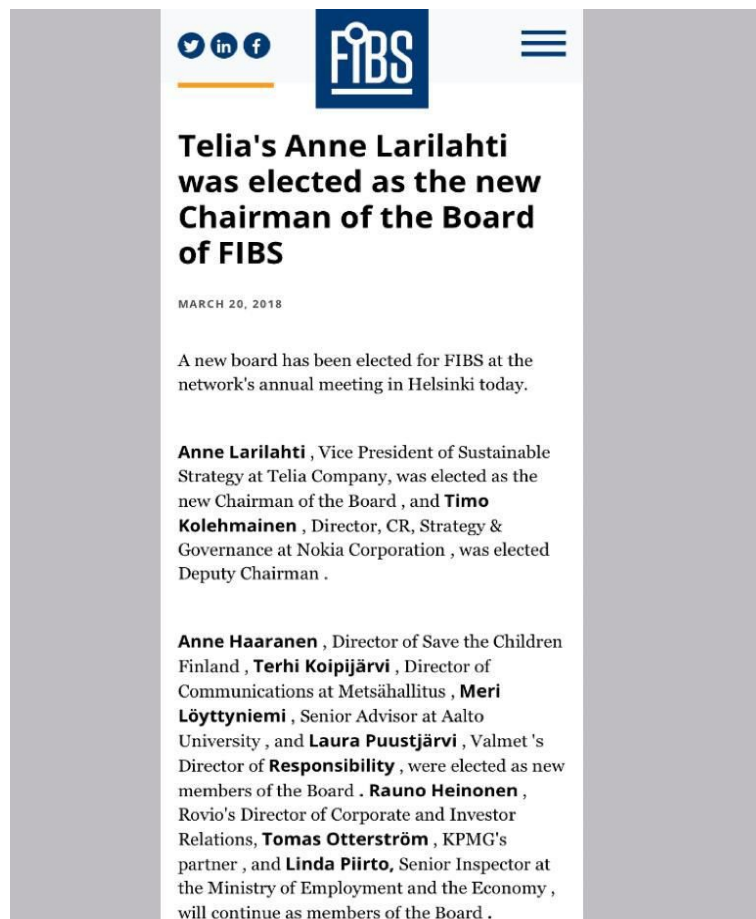 FIBS
Telia's Anne Larilahti
was elected as the new
Chairman of the Board
of FIBS
MARCH 20, 2018
A new board has been elected for FIBS at the
network's annual meeting in Helsinki today.
Anne Larilahti , Vice President of Sustainable
Strategy at Telia Company, was elected as the
new Chairman of the Board , and Timo
Kolehmainen , Director, CR, Strategy &
Governance at Nokia Corporation , was elected
Deputy Chairman .
Anne Haaranen , Director of Save the Children
Finland , Terhi Koipijärvi , Director of
Communications at Metsähallitus , Meri
Löyttyniemi , Senior Advisor at Aalto
University , and Laura Puustjärvi , Valmet 's
Director of Responsibility , were elected as new
members of the Board . Rauno Heinonen ,
Rovio's Director of Corporate and Investor
Relations, Tomas Otterström , KPMG's
partner , and Linda Piirto, Senior Inspector at
the Ministry of Employment and the Economy ,
will continue as members of the Board .